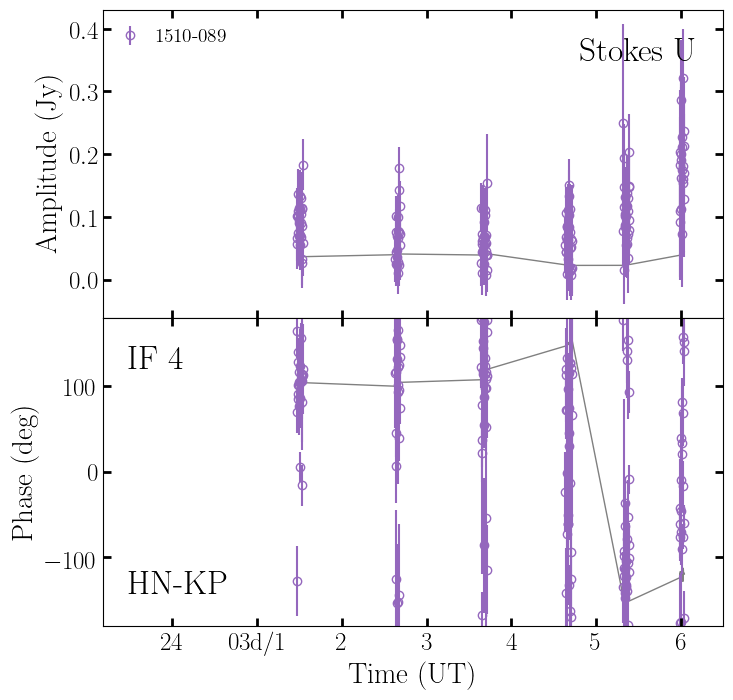 0.4
0.3
0.2
0.1
0.0
Amplitude (Jy)
1510-089
Stokes U
100
0
−100
Phase (deg)
IF 4
HN-KP
24 03d/1 2 3 4 5 6
Time (UT)